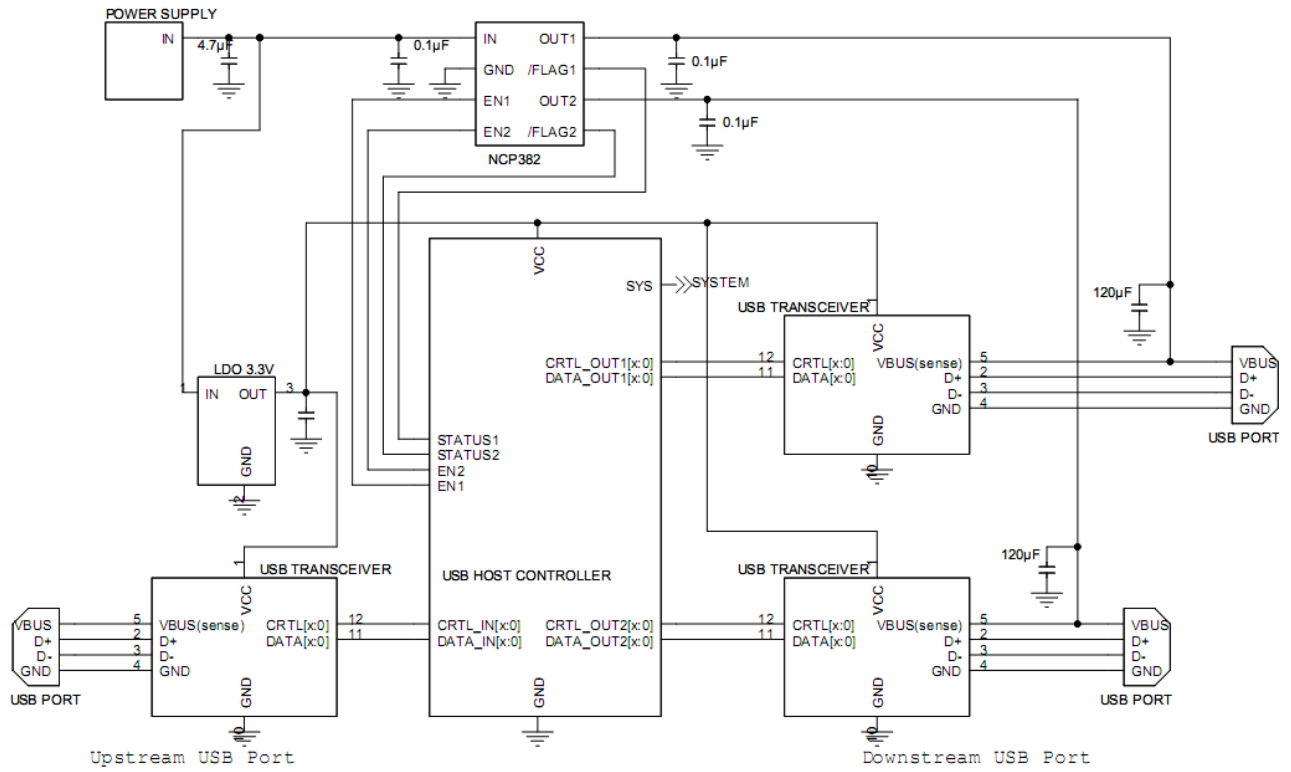 POWER SUPPLY
IN
4.7µF
0.1µF
IN OUT1
GND /FLAG1
EN1 OUT2
EN2 /FLAG2
NCP382
0.1µF
0.1µF
VCC
SYS
SYSTEM
120µF
USB TRANSCEIVER
1
VCC
CRTL_OUT1[x:0] 12 CRTL[x:0] VBUS(sense) 5 VBUS
DATA_OUT1[x:0] 11 DATA[x:0] D+ 2 D+
D- 3 D-
GND 4 GND
GND
10
USB PORT
LDO 3.3V
1 IN OUT 3
GND
2
STATUS1
STATUS2
EN2
EN1
120µF
1
USB TRANSCEIVER
VCC
USB HOST CONTROLLER
USB TRANSCEIVER
1
VCC
VBUS 5 VBUS(sense) CRTL[x:0] 12 CRTL_IN[x:0] CRTL_OUT2[x:0] 12 CRTL[x:0] VBUS(sense) 5 VBUS
D+ 2 D+ DATA[x:0] 11 DATA_IN[x:0] DATA_OUT2[x:0] 11 DATA[x:0] D+ 2 D+
D- 3 D- D- 3 D-
GND 4 GND GND 4 GND
GND
10
GND
GND
10
USB PORT
USB PORT
Upstream USB Port
Downstream USB Port